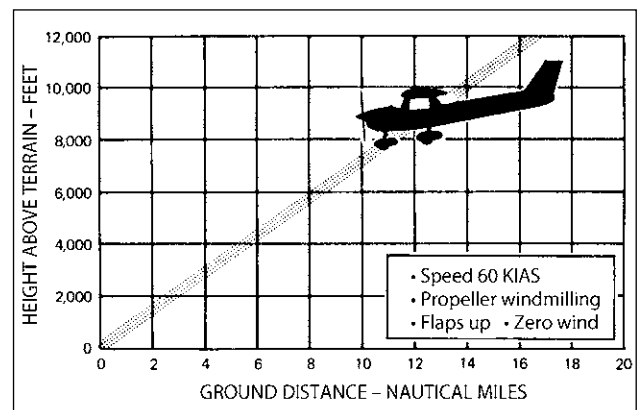 HEIGHT ABOVE TERRAIN – FEET
12,000
10,000
8,000
6,000
4,000
2,000
0
• Speed 60 KIAS
• Propeller windmilling
• Flaps up • Zero wind
0 2 4 6 8 10 12 14 16 18 20
GROUND DISTANCE – NAUTICAL MILES